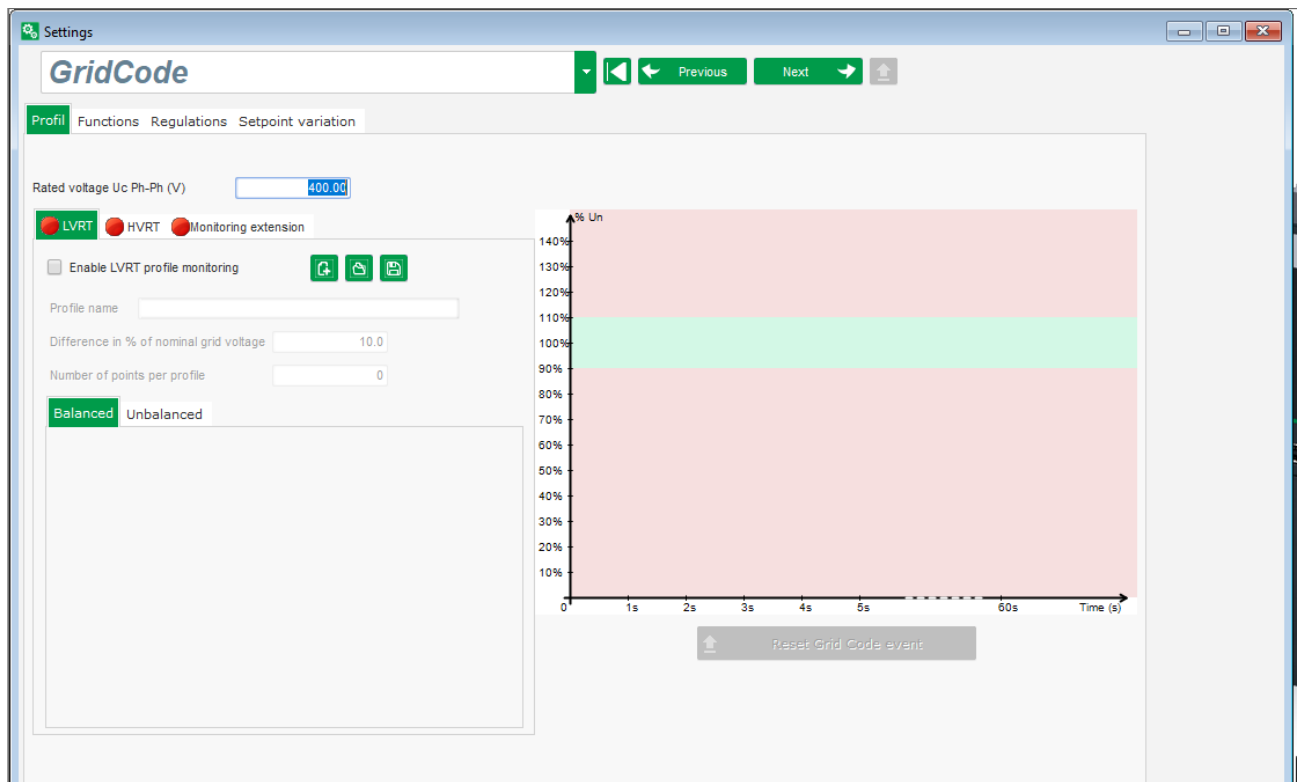 Settings
GridCode
Previous
Next
Profil Functions Regulations Setpoint variation
Rated voltage Uc Ph-Ph (V) 400.00
LVRT HVRT Monitoring extension
Enable LVRT profile monitoring
Profile name
Difference in % of nominal grid voltage 10.0
Number of points per profile 0
Balanced Unbalanced
% Un
140%
130%
120%
110%
100%
90%
80%
70%
60%
50%
40%
30%
20%
10%
0 1s 2s 3s 4s 5s 60s Time (s)
Reset Grid Code event